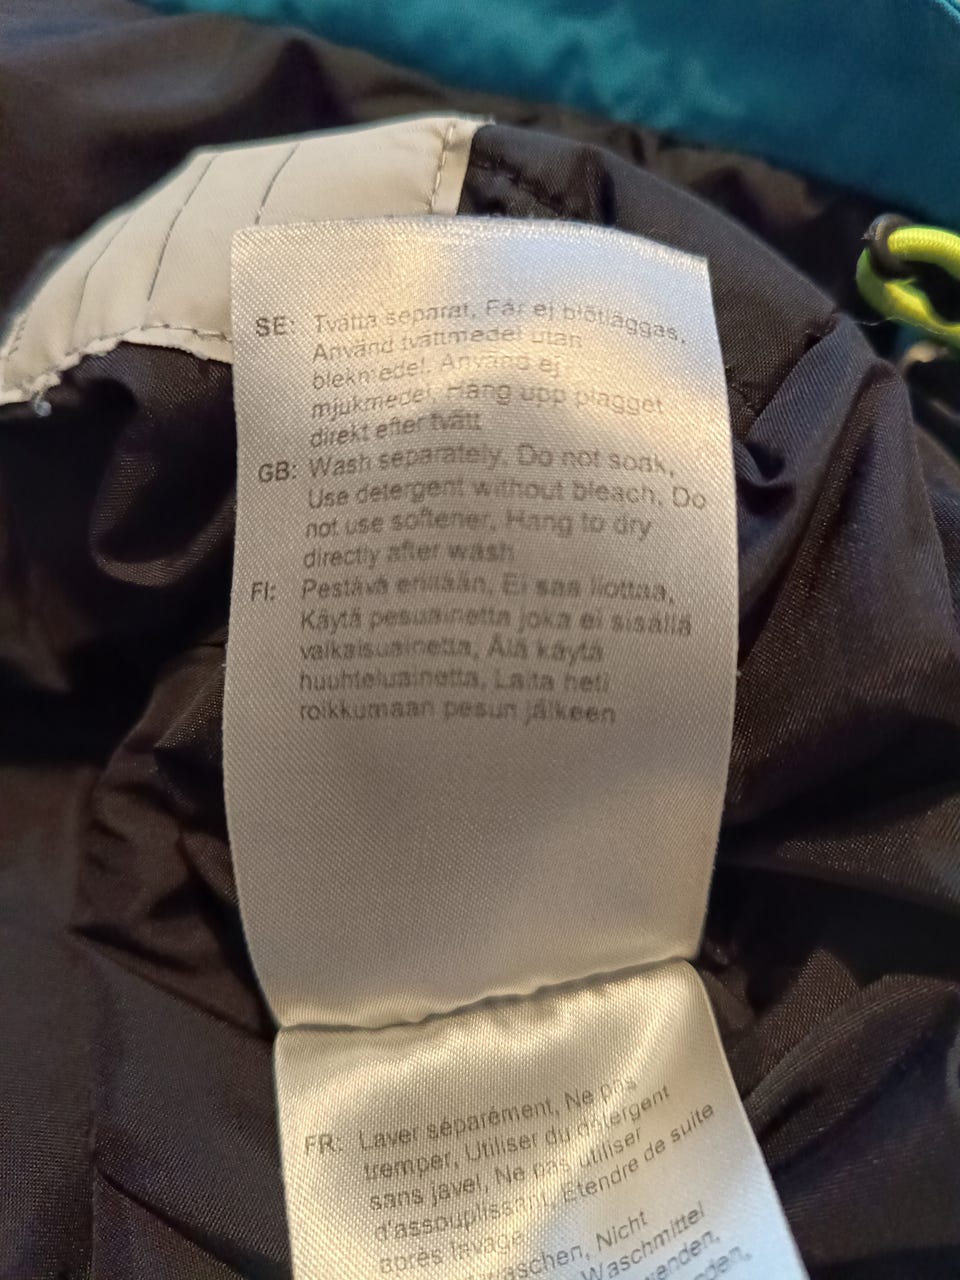 SE: Tvätta separat, Får ej blötläggas,
Använd tvättmedel utan
blekmedel. Använd ej
mjukmedel. Häng upp plagget
direkt efter tvätt
GB: Wash separately, Do not soak,
Use detergent without bleach, Do
not use softener, Hang to dry
directly after wash
FI: Pestävä erillään, Ei saa liottaa,
Käytä pesuainetta joka ei sisällä
valkaisuainetta, Älä käytä
huuhteluainetta, Laita heti
roikkumaan pesun jälkeen
FR: Laver séparément, Ne pas
tremper, Utiliser du détergent
sans javel, Ne pas utiliser
d'assouplissant, Etendre de suite
après lavage
waschen, Nicht
Waschmittel